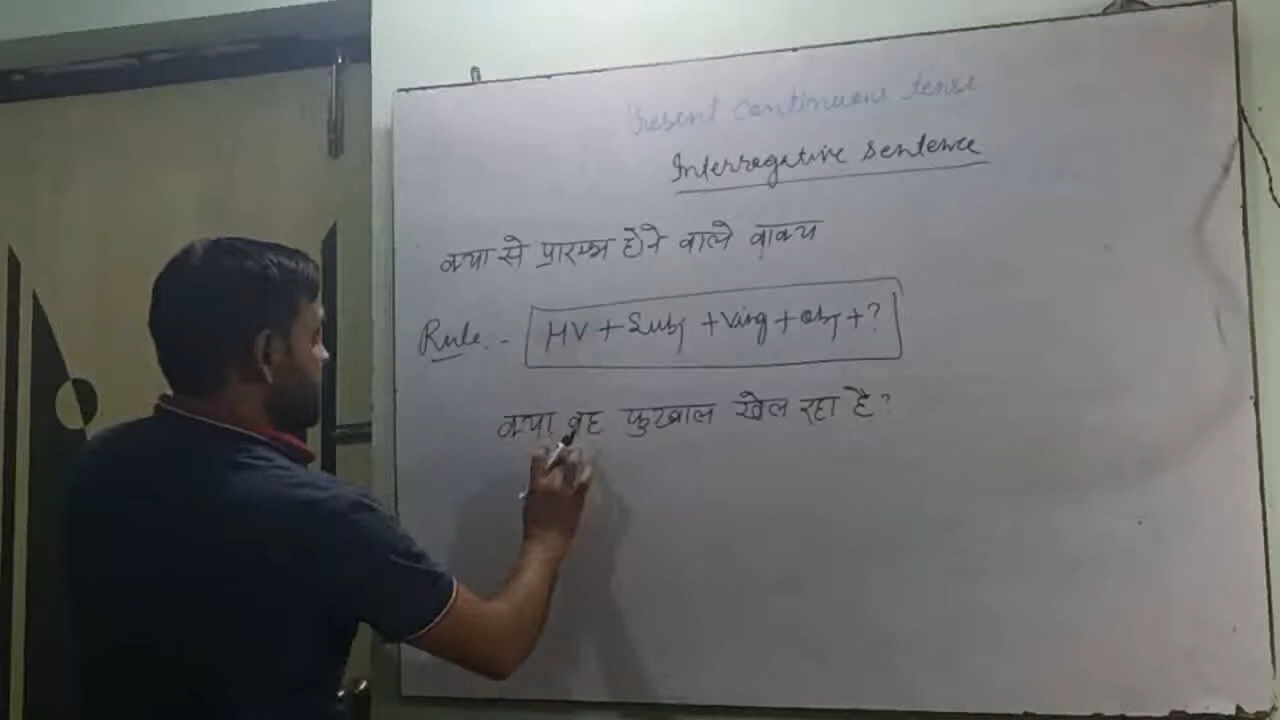 Present continuous tense
Interrogative sentence
क्या से प्रारम्भ होने वाले वाक्य
Rule. - HV + Subj + Ving + obj + ?
क्या वह फुटबाल खेल रहा है ?